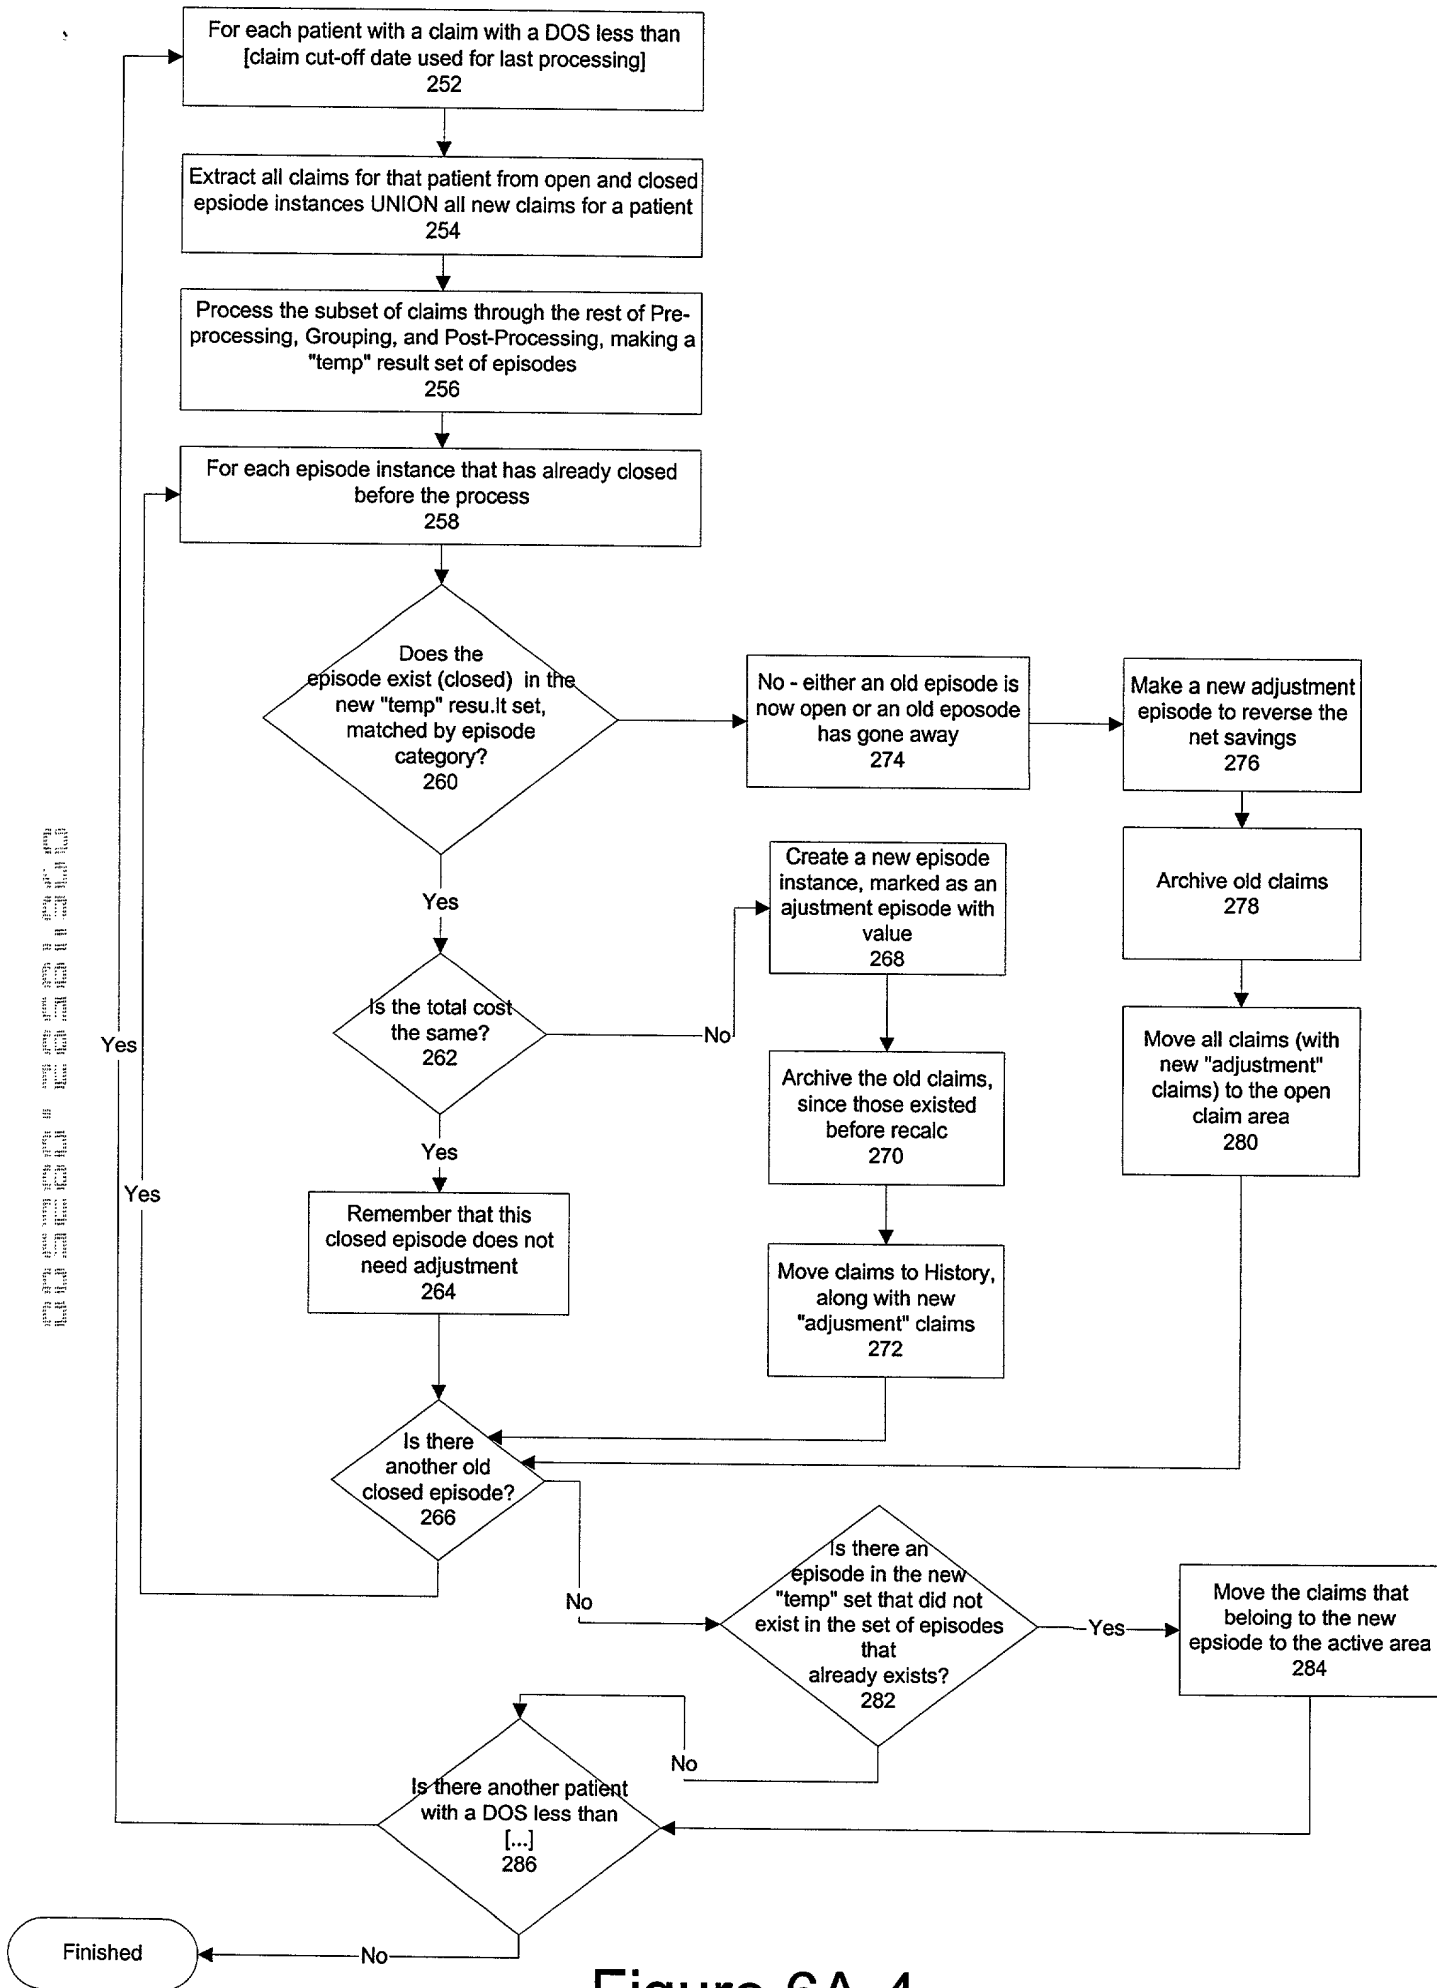 For each patient with a claim with a DOS less than
[claim cut-off date used for last processing]
252
Extract all claims for that patient from open and closed
epsiode instances UNION all new claims for a patient
254
Process the subset of claims through the rest of Pre-
processing, Grouping, and Post-Processing, making a
"temp" result set of episodes
256
For each episode instance that has already closed
before the process
258
Does the
episode exist (closed) in the
new "temp" resu.lt set,
matched by episode
category?
260
No - either an old episode is
now open or an old eposode
has gone away
274
Make a new adjustment
episode to reverse the
net savings
276
Archive old claims
278
Move all claims (with
new "adjustment"
claims) to the open
claim area
280
Yes
Is the total cost
the same?
262
No
Create a new episode
instance, marked as an
ajustment episode with
value
268
Archive the old claims,
since those existed
before recalc
270
Move claims to History,
along with new
"adjusment" claims
272
Yes
Remember that this
closed episode does not
need adjustment
264
Is there
another old
closed episode?
266
Yes
Yes
No
Is there an
episode in the new
"temp" set that did not
exist in the set of episodes
that
already exists?
282
Yes
Move the claims that
beloing to the new
epsiode to the active area
284
No
Is there another patient
with a DOS less than
[...]
286
No
Finished
Figure 6A-4